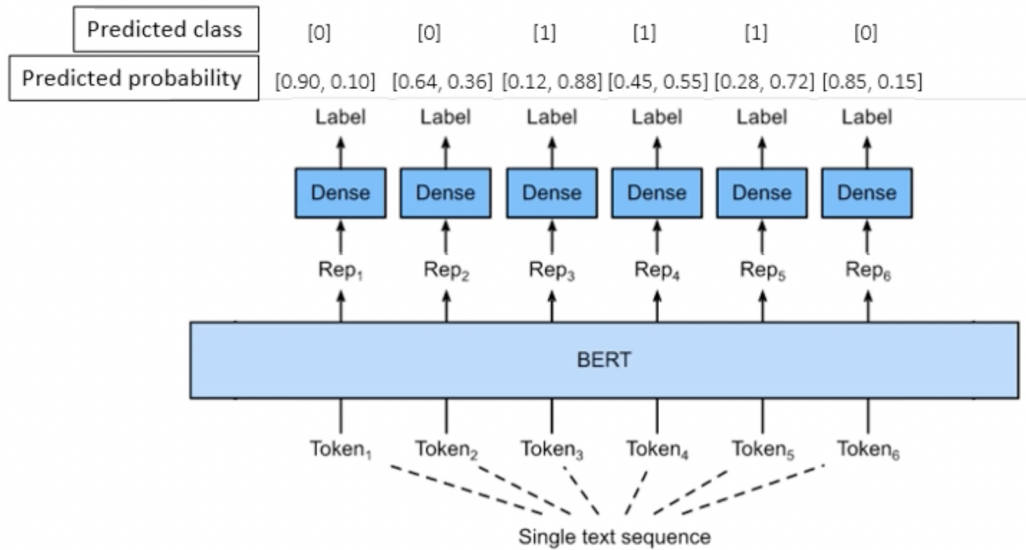 Predicted class [0] [0] [1] [1] [1] [0]
Predicted probability [0.90, 0.10] [0.64, 0.36] [0.12, 0.88] [0.45, 0.55] [0.28, 0.72] [0.85, 0.15]
Label Label Label Label Label Label
Dense Dense Dense Dense Dense Dense
Rep₁ Rep₂ Rep₃ Rep₄ Rep₅ Rep₆
BERT
Token₁ Token₂ Token₃ Token₄ Token₅ Token₆
Single text sequence